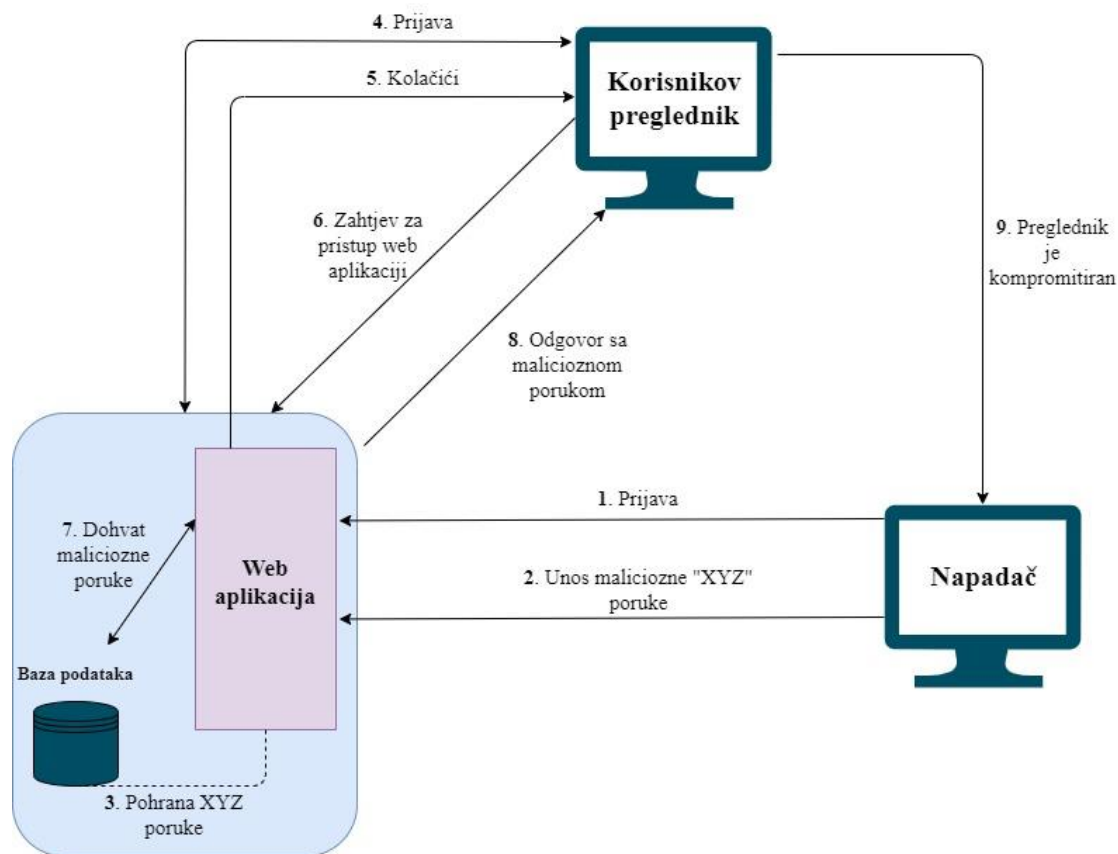 4. Prijava
5. Kolačići
Korisnikov
preglednik
6. Zahtjev za
pristup web
aplikaciji
9. Preglednik
je
kompromitiran
8. Odgovor sa
malicioznom
porukom
1. Prijava
7. Dohvat
maliciozne
poruke
Web
aplikacija
2. Unos maliciozne "XYZ"
poruke
Napadač
Baza podataka
3. Pohrana XYZ
poruke